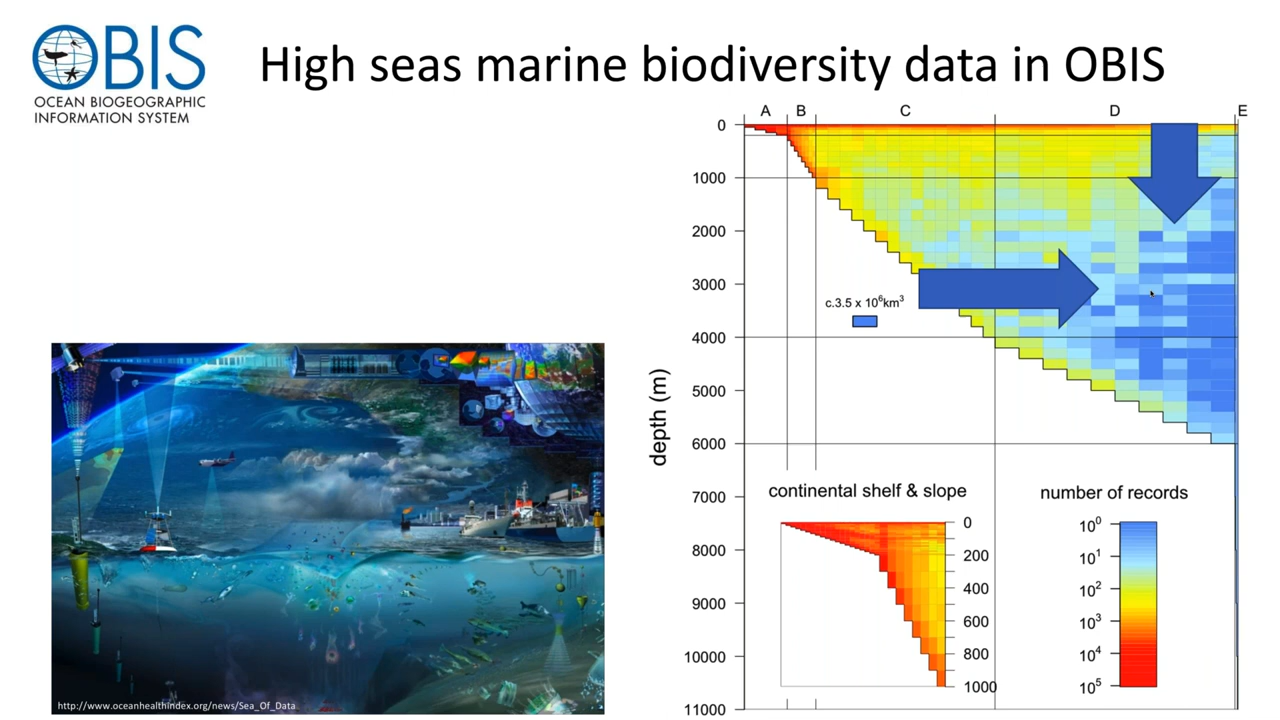 OBIS
OCEAN BIOGEOGRAPHIC
INFORMATION SYSTEM
High seas marine biodiversity data in OBIS
A B C D E
0
1000
2000
3000
4000
5000
6000
7000
8000
9000
10000
11000
depth (m)
c.3.5 x 10⁶km³
continental shelf & slope
0
200
400
600
800
1000
number of records
10⁰
10¹
10²
10³
10⁴
10⁵
http://www.oceanhealthindex.org/news/Sea_Of_Data